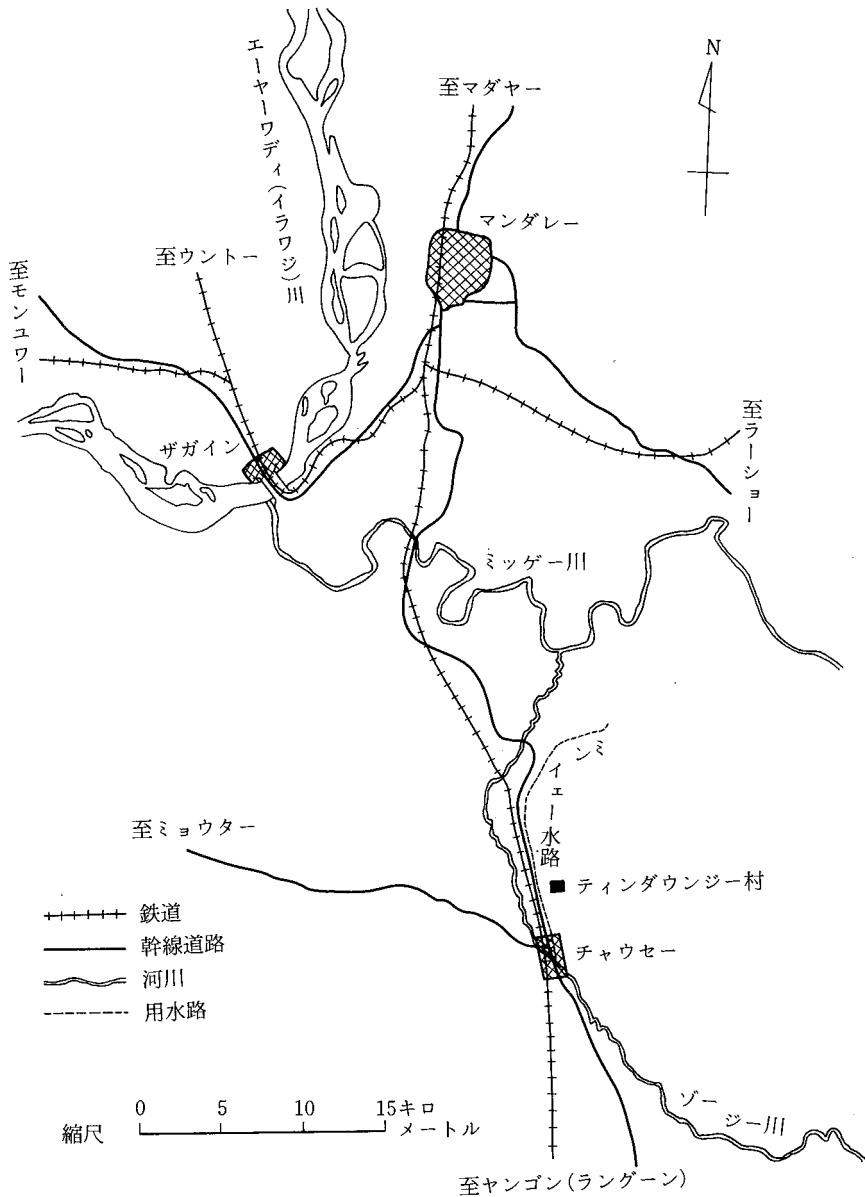 N
エーヤーワディ(イラワジ)川
至マダヤー
マンダレー
至ウントー
至モンユワー
ザガイン
至ラーショー
ミッゲー川
ミンイェー水路
至ミョウター
ティンダウンジー村
チャウセー
鉄道
幹線道路
河川
用水路
縮尺
0 5 10 15キロメートル
ゾージー川
至ヤンゴン(ラングーン)